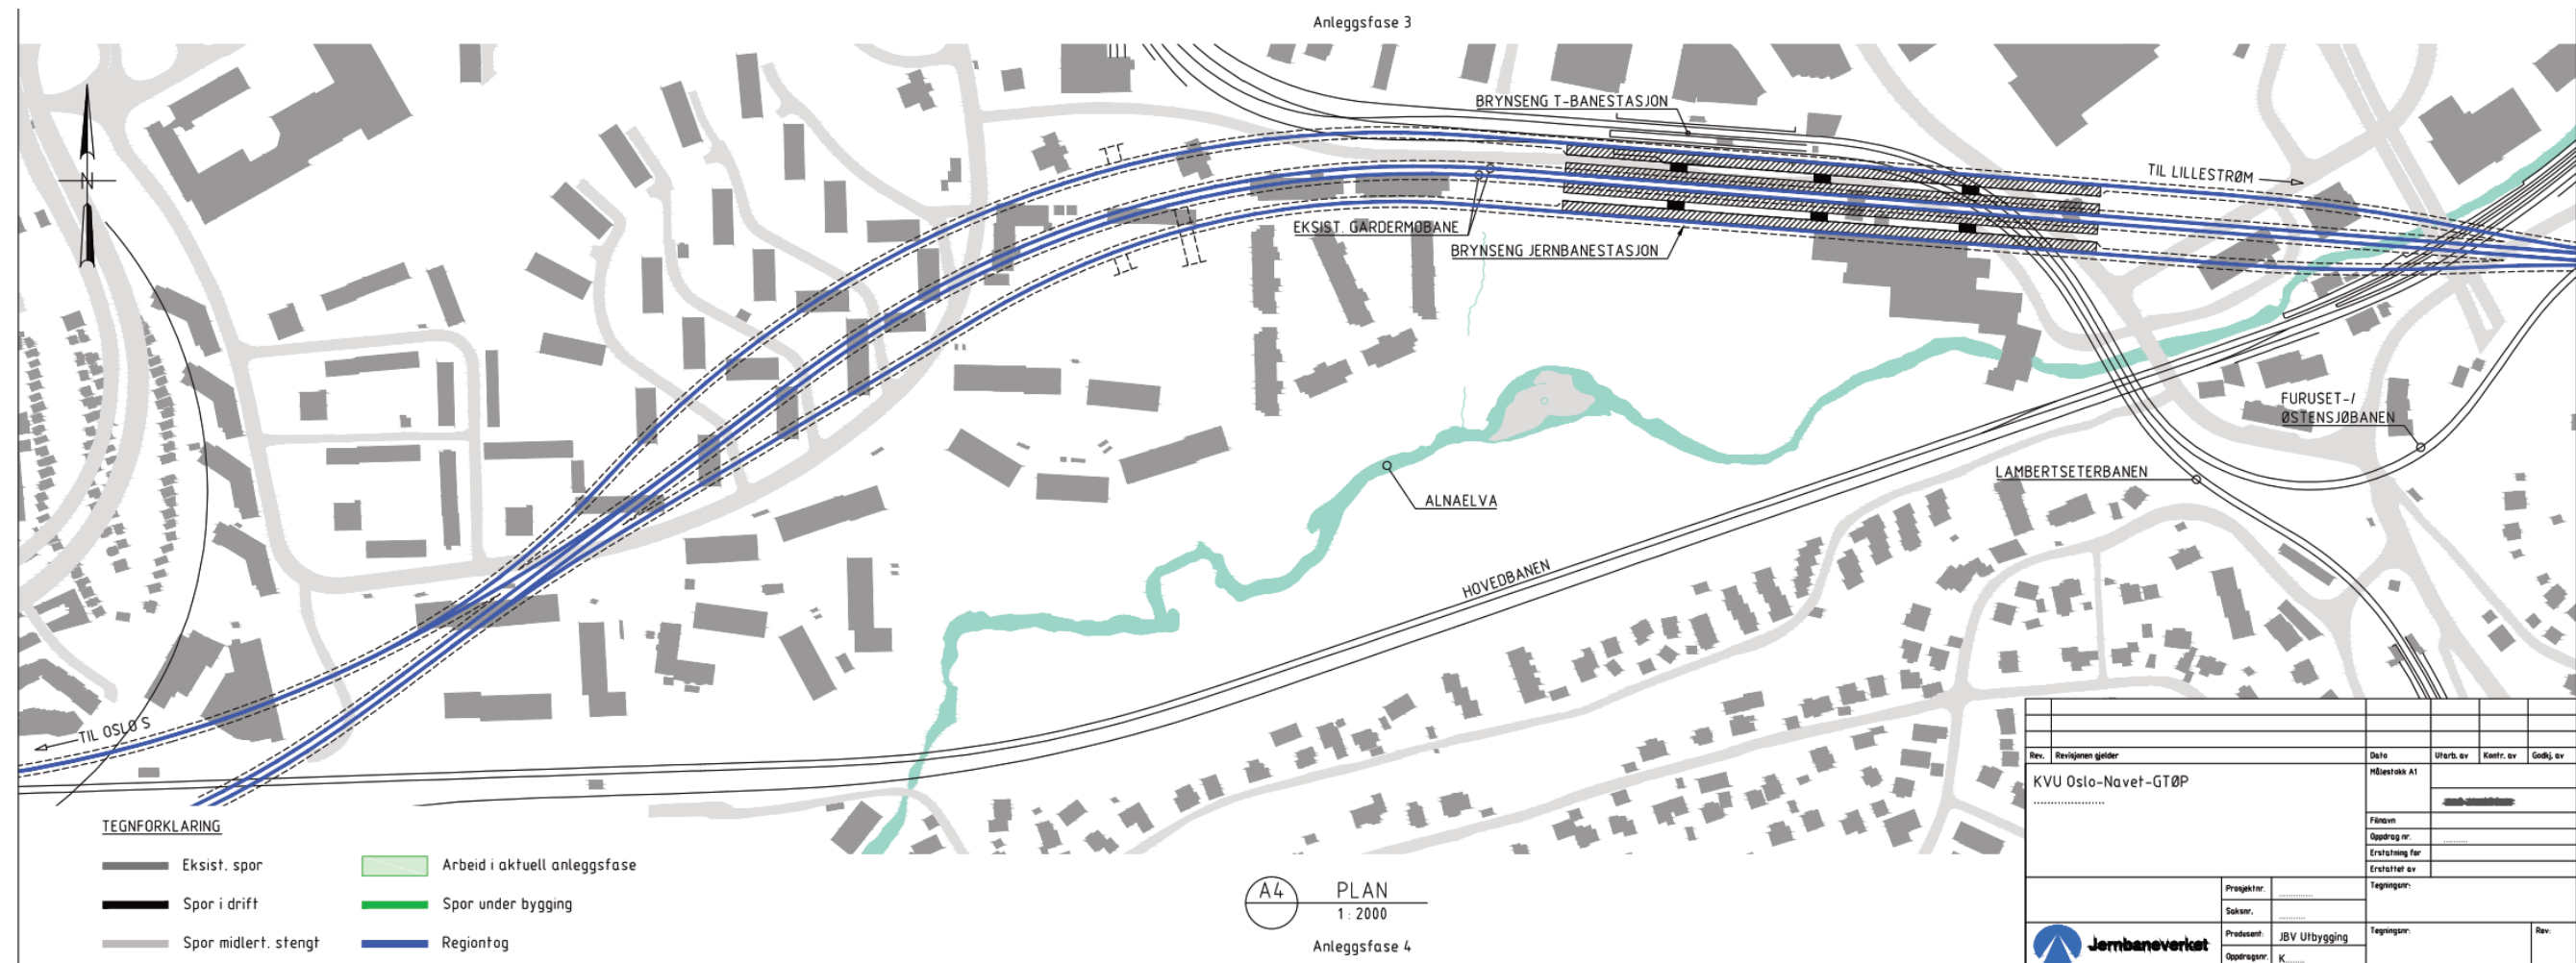 Anleggsfase 3
BRYNSENG T-BANESTASJON
N
TIL LILLESTRØM
EKSIST. GARDERMOBANE
BRYNSENG JERNBANESTASJON
FURUSET-/
ØSTENSJØBANEN
LAMBERTSETERBANEN
ALNAELVA
HOVEDBANEN
TIL OSLO S
TEGNFORKLARING
Eksist. spor
Arbeid i aktuell anleggsfase
Spor i drift
Spor under bygging
Spor midlert. stengt
Regiontog
A4 PLAN
1 : 2000
Anleggsfase 4
Rev. Revisjonen gjelder Dato Utarb. av Kontr. av Godkj. av
KVU Oslo-Navet-GTØP
Målestokk A1
Filnavn
Oppdrag nr.
Erstatning for
Erstattet av
Prosjektnr. Tegningsnr:
Saksnr.
Jernbaneverket
Produsent: JBV Utbygging Tegningsnr: Rev:
Oppdragsnr. K